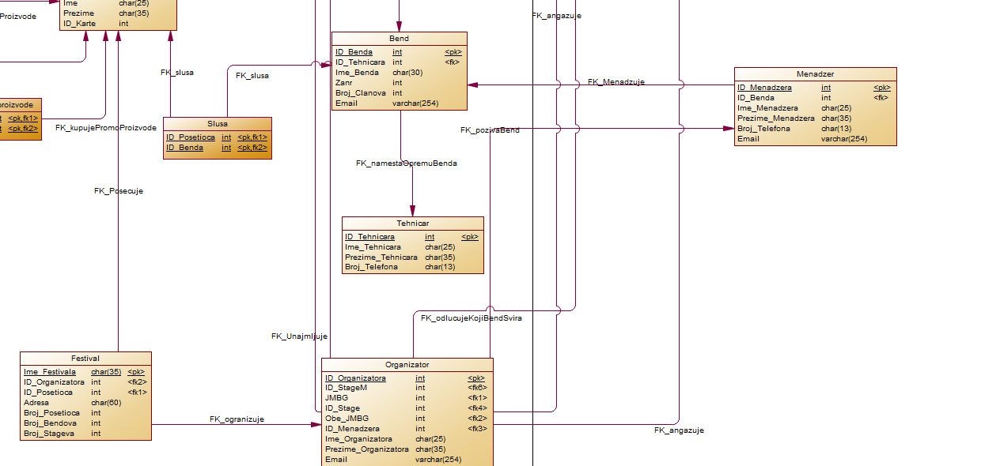 Ime char(25)
Prezime char(35)
ID_Karte int
Proizvode
FK_angazuje
Bend
ID_Benda int <pk>
ID_Tehnicara int <fk>
Ime_Benda char(30)
Zanr int
Broj_Clanova int
Email varchar(254)
FK_slusa
FK_slusa
FK_Menadzuje
Menadzer
ID_Menadzera int <pk>
ID_Benda int <fk>
Ime_Menadzera char(25)
Prezime_Menadzera char(35)
Broj_Telefona char(13)
Email varchar(254)
roizvode
t <pk,fk1>
t <pk,fk2>
FK_kupujePromoProizvode
Slusa
ID_Posetioca int <pk,fk1>
ID_Benda int <pk,fk2>
FK_pozivaBend
FK_namestaOpremuBenda
FK_Posecuje
Tehnicar
ID_Tehnicara int <pk>
Ime_Tehnicara char(25)
Prezime_Tehnicara char(35)
Broj_Telefona char(13)
FK_odlucujeKojiBendSvira
FK_Unajmljuje
Festival
Ime_Festivala char(35) <pk>
ID_Organizatora int <fk2>
ID_Posetioca int <fk1>
Adresa char(60)
Broj_Posetioca int
Broj_Bendova int
Broj_Stageva int
FK_ogranizuje
Organizator
ID_Organizatora int <pk>
ID_StageM int <fk6>
JMBG int <fk1>
ID_Stage int <fk4>
Obe_JMBG int <fk2>
ID_Menadzera int <fk3>
Ime_Organizatora char(25)
Prezime_Organizatora char(35)
Email varchar(254)
FK_angazuje